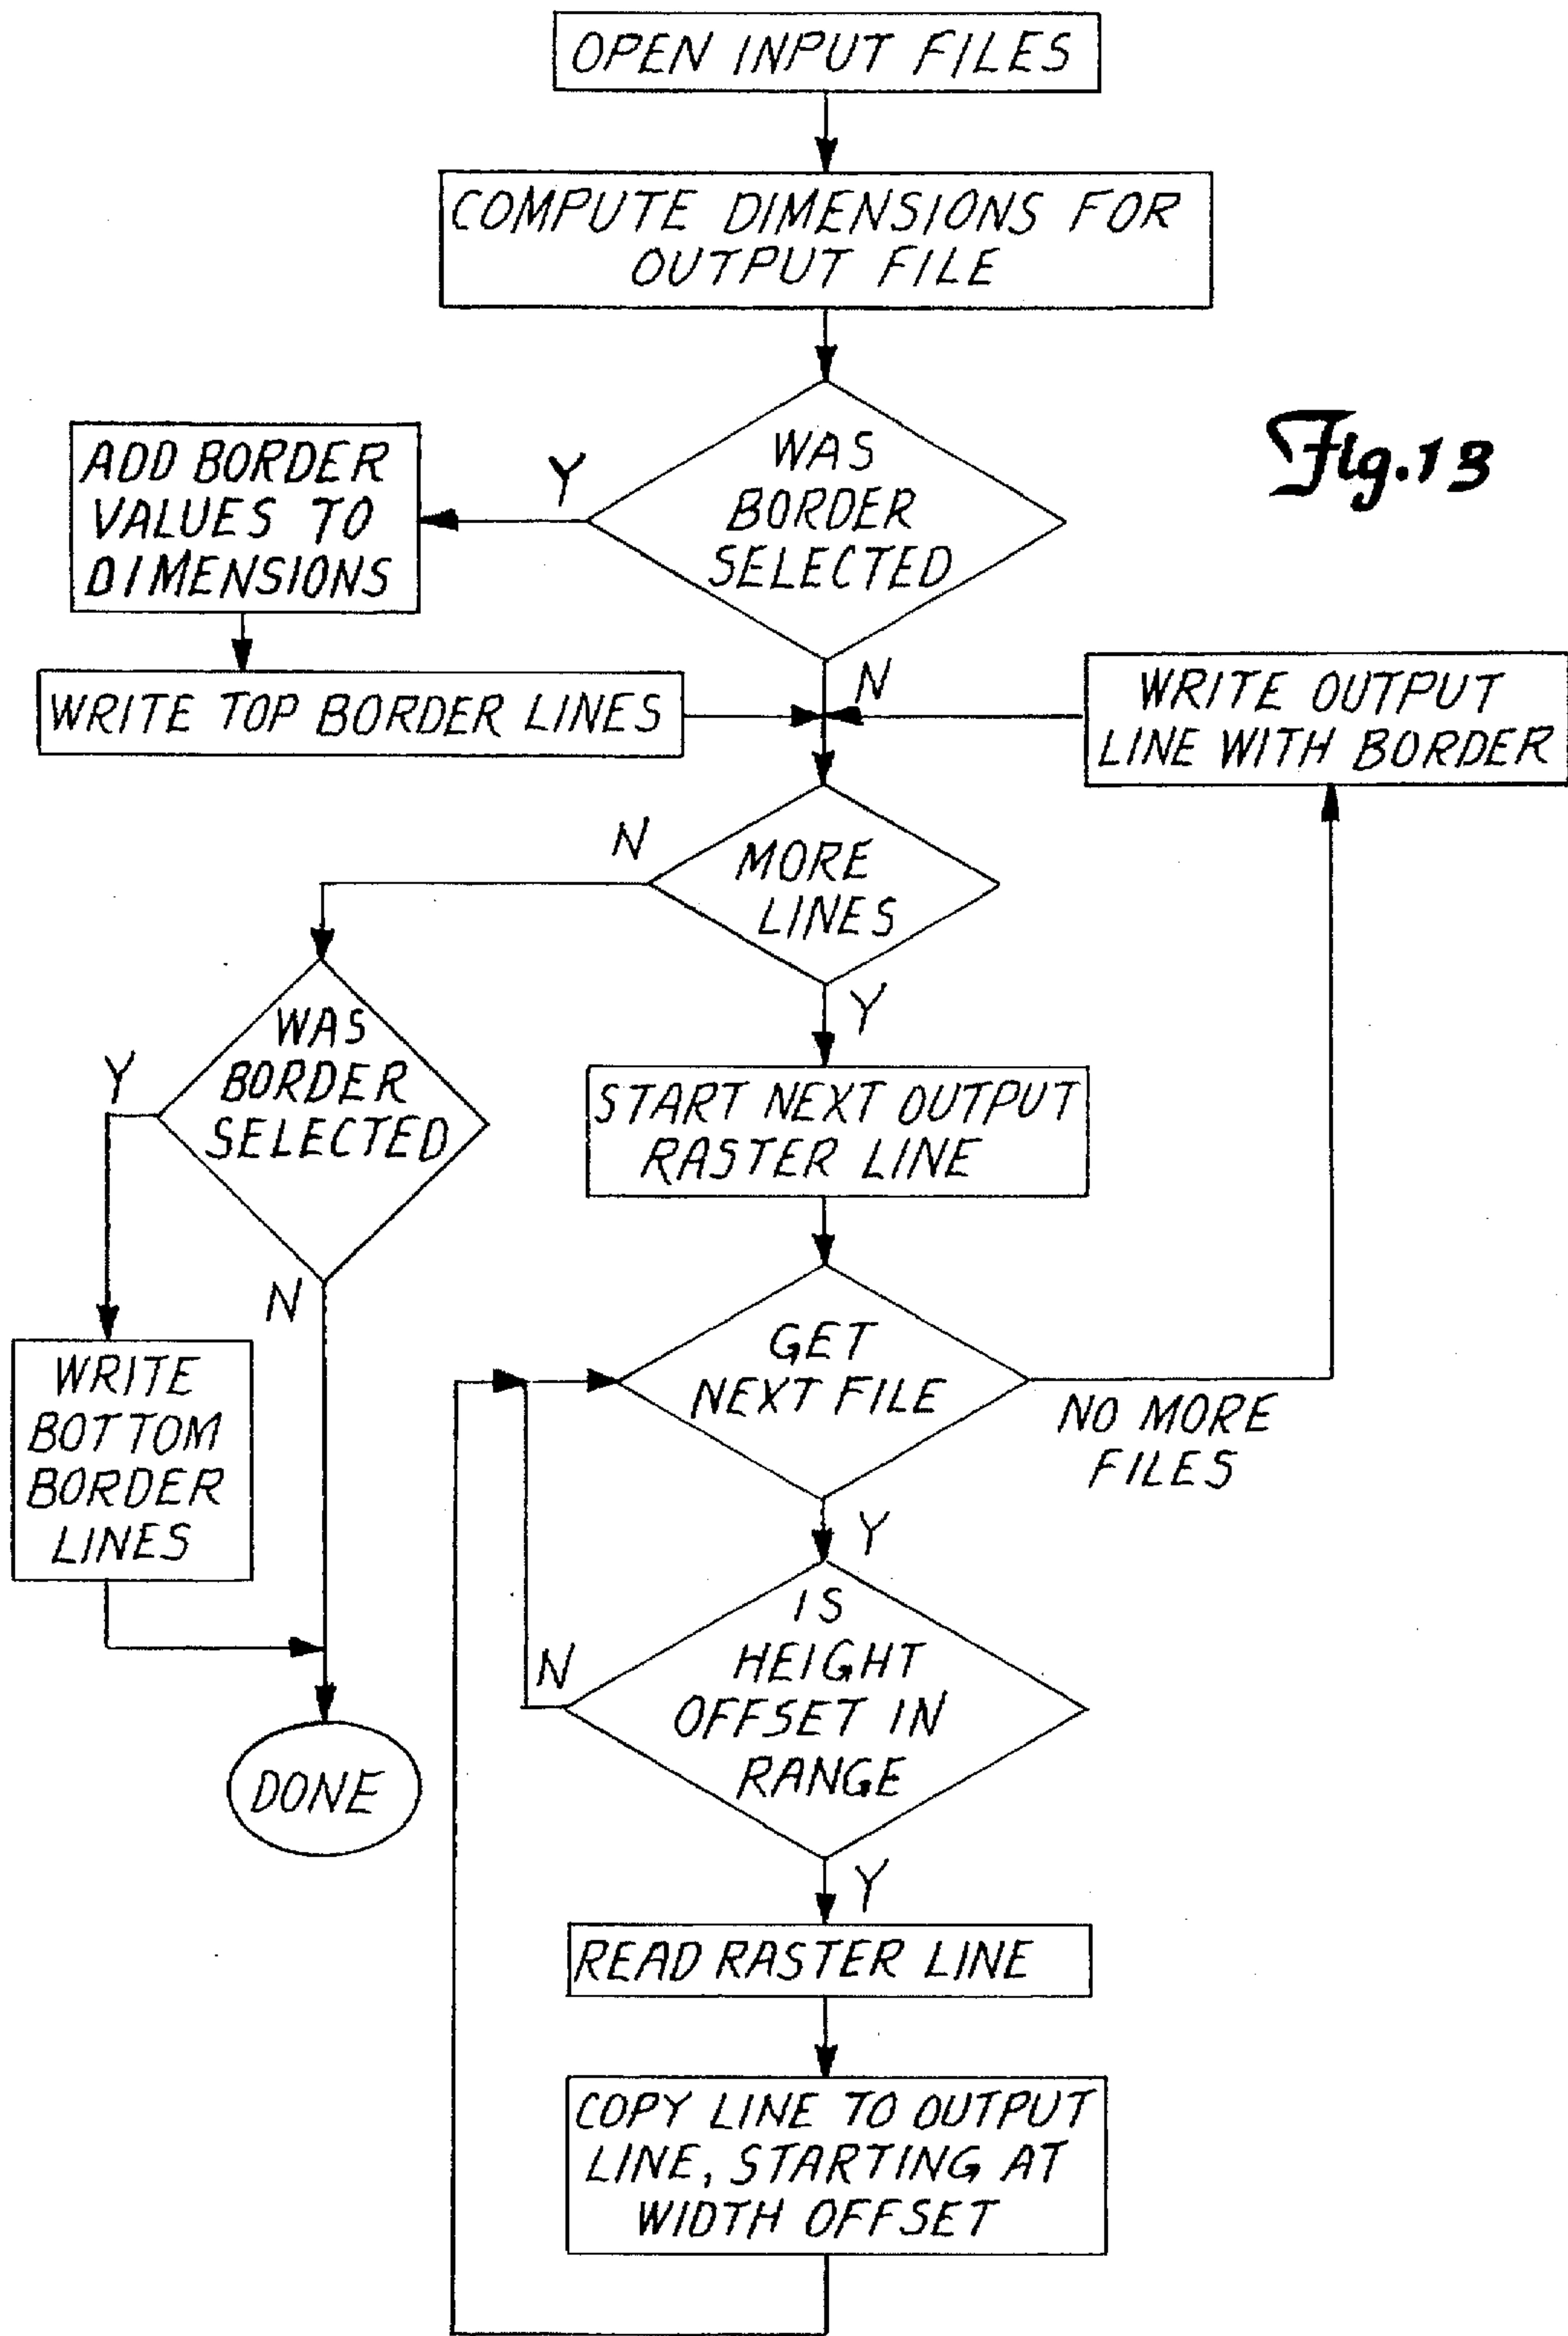 OPEN INPUT FILES
COMPUTE DIMENSIONS FOR
OUTPUT FILE
Fig.13
WAS
BORDER
SELECTED
Y
ADD BORDER
VALUES TO
DIMENSIONS
WRITE TOP BORDER LINES
N
WRITE OUTPUT
LINE WITH BORDER
MORE
LINES
N
WAS
BORDER
SELECTED
Y
WRITE
BOTTOM
BORDER
LINES
N
DONE
Y
START NEXT OUTPUT
RASTER LINE
GET
NEXT FILE
NO MORE
FILES
Y
IS
HEIGHT
OFFSET IN
RANGE
N
Y
READ RASTER LINE
COPY LINE TO OUTPUT
LINE, STARTING AT
WIDTH OFFSET